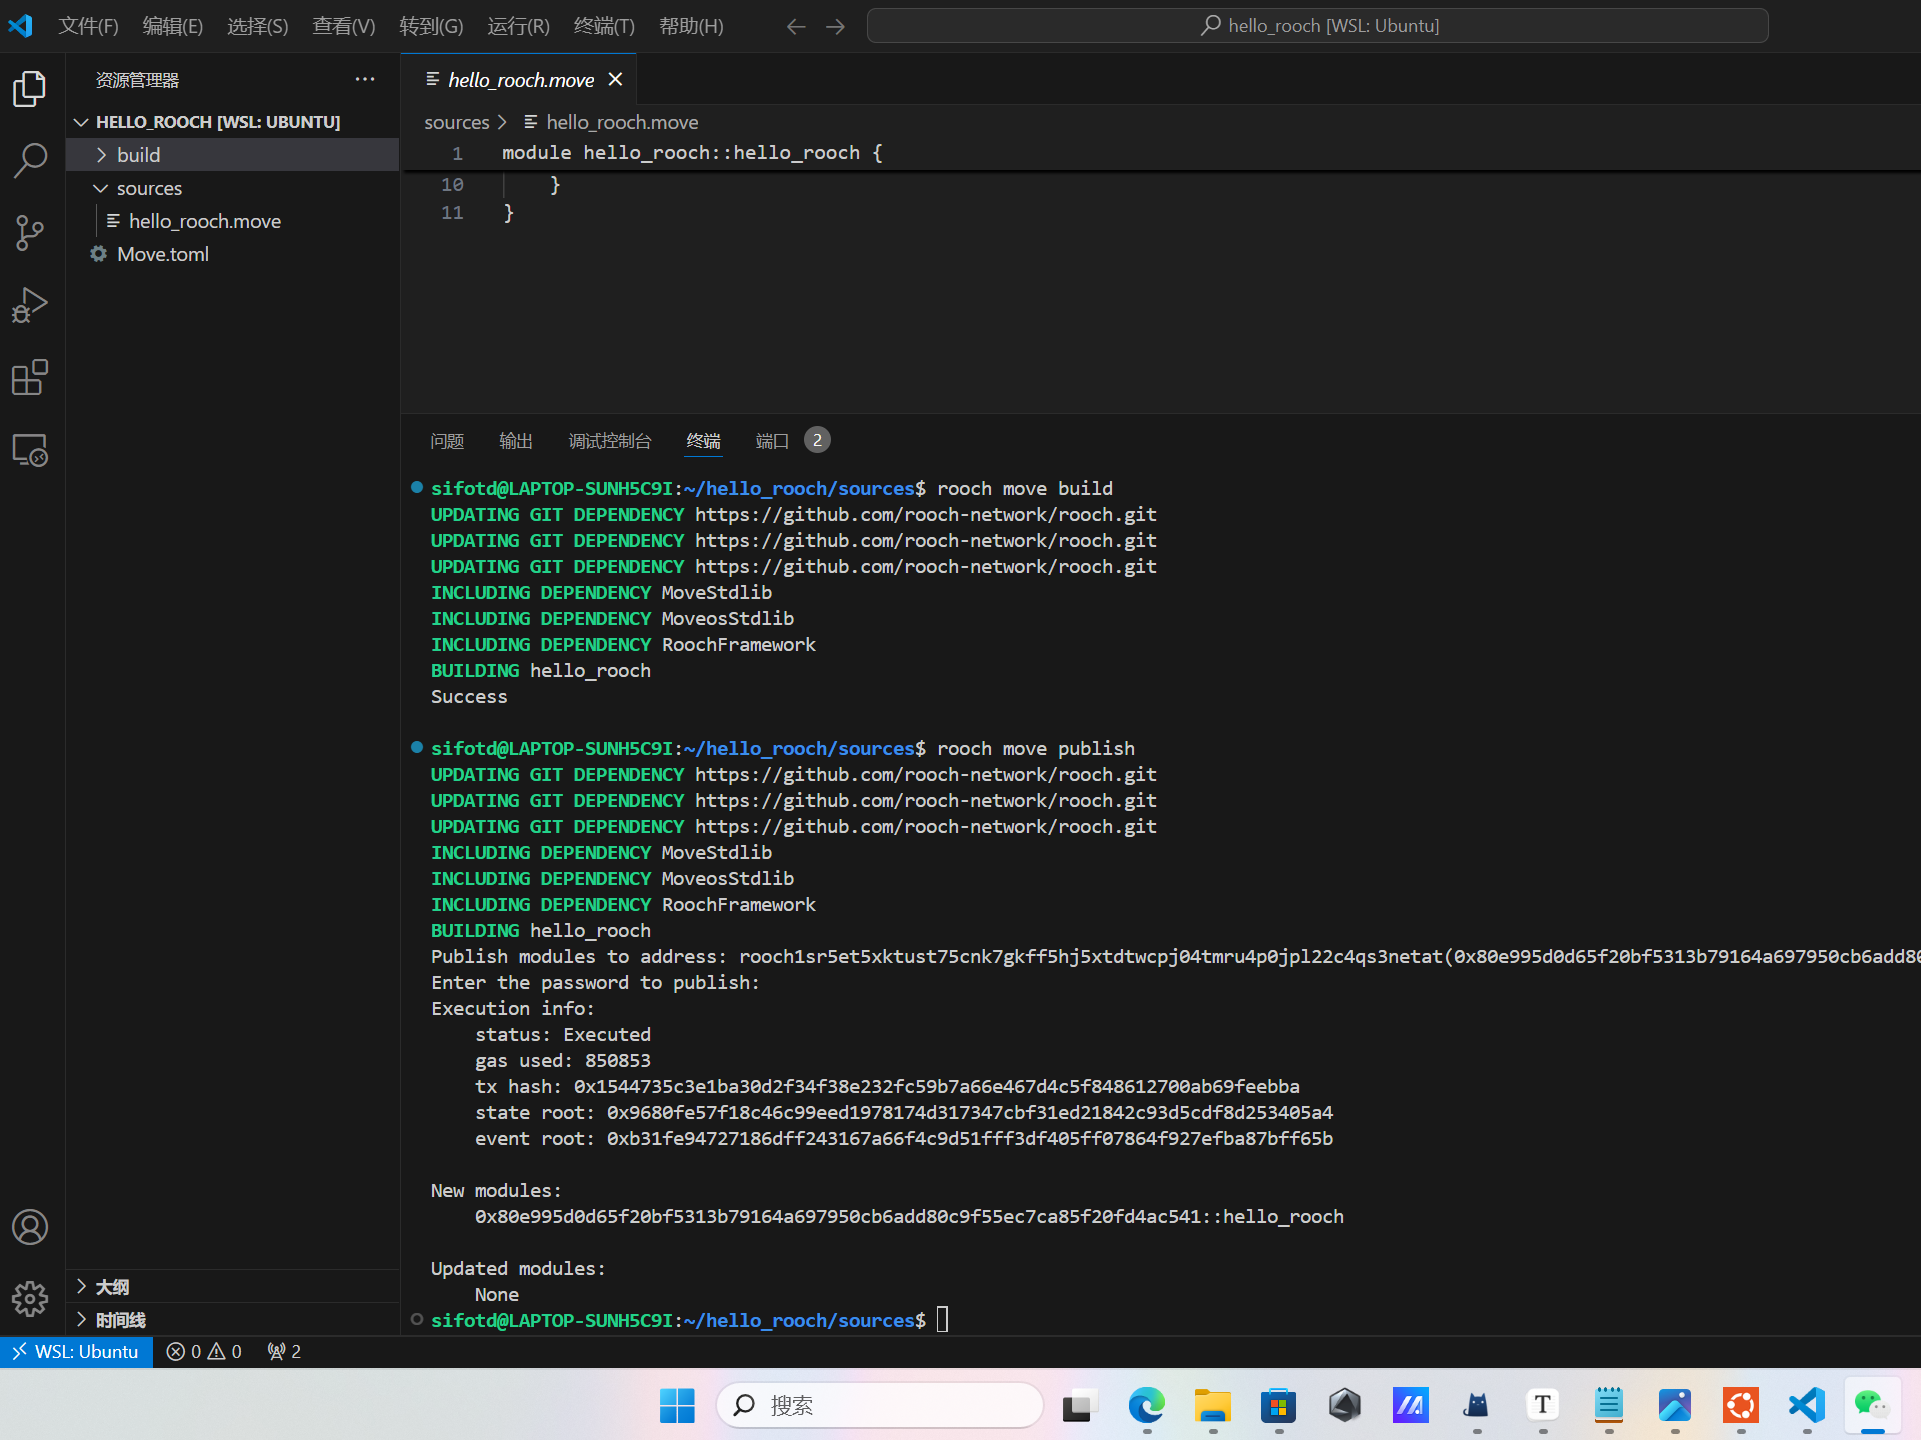 文件(F) 编辑(E) 选择(S) 查看(V) 转到(G) 运行(R) 终端(T) 帮助(H) hello_rooch [WSL: Ubuntu]
资源管理器
HELLO_ROOCH [WSL: UBUNTU]
build
sources
hello_rooch.move
Move.toml
大纲
时间线
hello_rooch.move
sources > hello_rooch.move
1 module hello_rooch::hello_rooch {
10 }
11 }
问题 输出 调试控制台 终端 端口 2
sifotd@LAPTOP-SUNH5C9I:~/hello_rooch/sources$ rooch move build
UPDATING GIT DEPENDENCY https://github.com/rooch-network/rooch.git
UPDATING GIT DEPENDENCY https://github.com/rooch-network/rooch.git
UPDATING GIT DEPENDENCY https://github.com/rooch-network/rooch.git
INCLUDING DEPENDENCY MoveStdlib
INCLUDING DEPENDENCY MoveosStdlib
INCLUDING DEPENDENCY RoochFramework
BUILDING hello_rooch
Success
sifotd@LAPTOP-SUNH5C9I:~/hello_rooch/sources$ rooch move publish
UPDATING GIT DEPENDENCY https://github.com/rooch-network/rooch.git
UPDATING GIT DEPENDENCY https://github.com/rooch-network/rooch.git
UPDATING GIT DEPENDENCY https://github.com/rooch-network/rooch.git
INCLUDING DEPENDENCY MoveStdlib
INCLUDING DEPENDENCY MoveosStdlib
INCLUDING DEPENDENCY RoochFramework
BUILDING hello_rooch
Publish modules to address: rooch1sr5et5xktust75cnk7gkff5hj5xtdtwcpj04tmru4p0jpl22c4qs3netat(0x80e995d0d65f20bf5313b79164a697950cb6add80
Enter the password to publish:
Execution info:
status: Executed
gas used: 850853
tx hash: 0x1544735c3e1ba30d2f34f38e232fc59b7a66e467d4c5f848612700ab69feebba
state root: 0x9680fe57f18c46c99eed1978174d317347cbf31ed21842c93d5cdf8d253405a4
event root: 0xb31fe94727186dff243167a66f4c9d51fff3df405ff07864f927efba87bff65b
New modules:
0x80e995d0d65f20bf5313b79164a697950cb6add80c9f55ec7ca85f20fd4ac541::hello_rooch
Updated modules:
None
sifotd@LAPTOP-SUNH5C9I:~/hello_rooch/sources$
WSL: Ubuntu 0 0 2
搜索